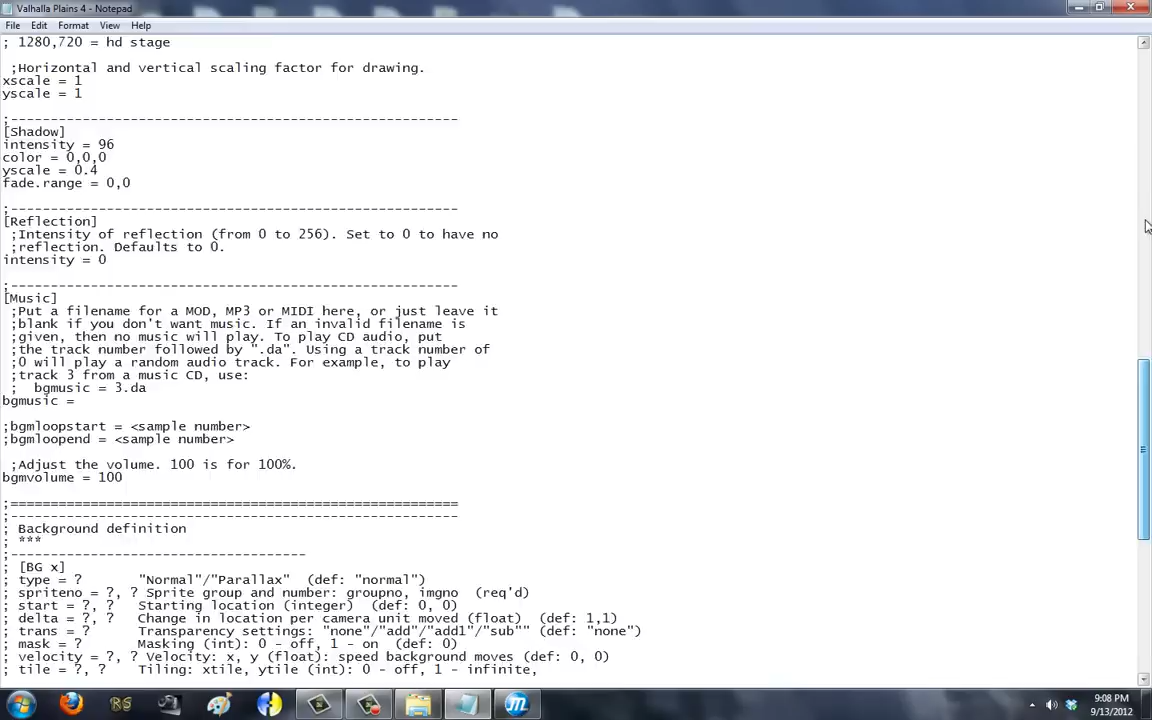 Valhalla Plains 4 - Notepad
File Edit Format View Help
; 1280,720 = hd stage
;Horizontal and vertical scaling factor for drawing.
xscale = 1
yscale = 1
;--------------------------------------------------------
[Shadow]
intensity = 96
color = 0,0,0
yscale = 0.4
fade.range = 0,0
;--------------------------------------------------------
[Reflection]
;Intensity of reflection (from 0 to 256). Set to 0 to have no
;reflection. Defaults to 0.
intensity = 0
;--------------------------------------------------------
[Music]
;Put a filename for a MOD, MP3 or MIDI here, or just leave it
;blank if you don't want music. If an invalid filename is
;given, then no music will play. To play CD audio, put
;the track number followed by ".da". Using a track number of
;0 will play a random audio track. For example, to play
;track 3 from a music CD, use:
;  bgmusic = 3.da
bgmusic =
;bgmloopstart = <sample number>
;bgmloopend = <sample number>
;Adjust the volume. 100 is for 100%.
bgmvolume = 100
;========================================================
;--------------------------------------------------------
; Background definition
; ***
;-------------------------------------
; [BG x]
; type = ?       "Normal"/"Parallax"  (def: "normal")
; spriteno = ?, ? Sprite group and number: groupno, imgno  (req'd)
; start = ?, ?   Starting location (integer)  (def: 0, 0)
; delta = ?, ?   Change in location per camera unit moved (float)  (def: 1,1)
; trans = ?      Transparency settings: "none"/"add"/"add1"/"sub"" (def: "none")
; mask = ?       Masking (int): 0 - off, 1 - on  (def: 0)
; velocity = ?, ? Velocity: x, y (float): speed background moves (def: 0, 0)
; tile = ?, ?    Tiling: xtile, ytile (int): 0 - off, 1 - infinite,
RS
9:08 PM
9/13/2012